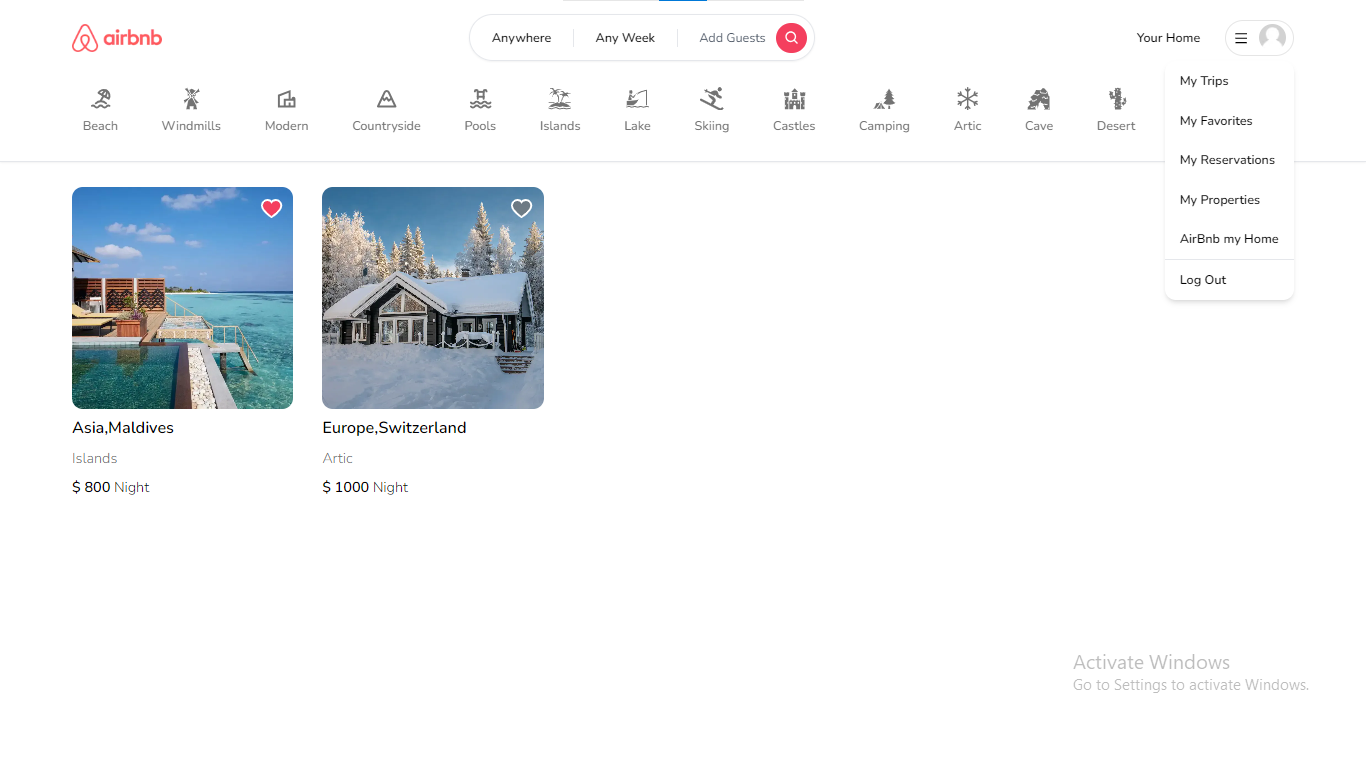 airbnb
Anywhere
Any Week
Add Guests
Your Home
Beach
Windmills
Modern
Countryside
Pools
Islands
Lake
Skiing
Castles
Camping
Artic
Cave
Desert
My Trips
My Favorites
My Reservations
My Properties
AirBnb my Home
Log Out
Asia,Maldives
Islands
$ 800 Night
Europe,Switzerland
Artic
$ 1000 Night
Activate Windows
Go to Settings to activate Windows.